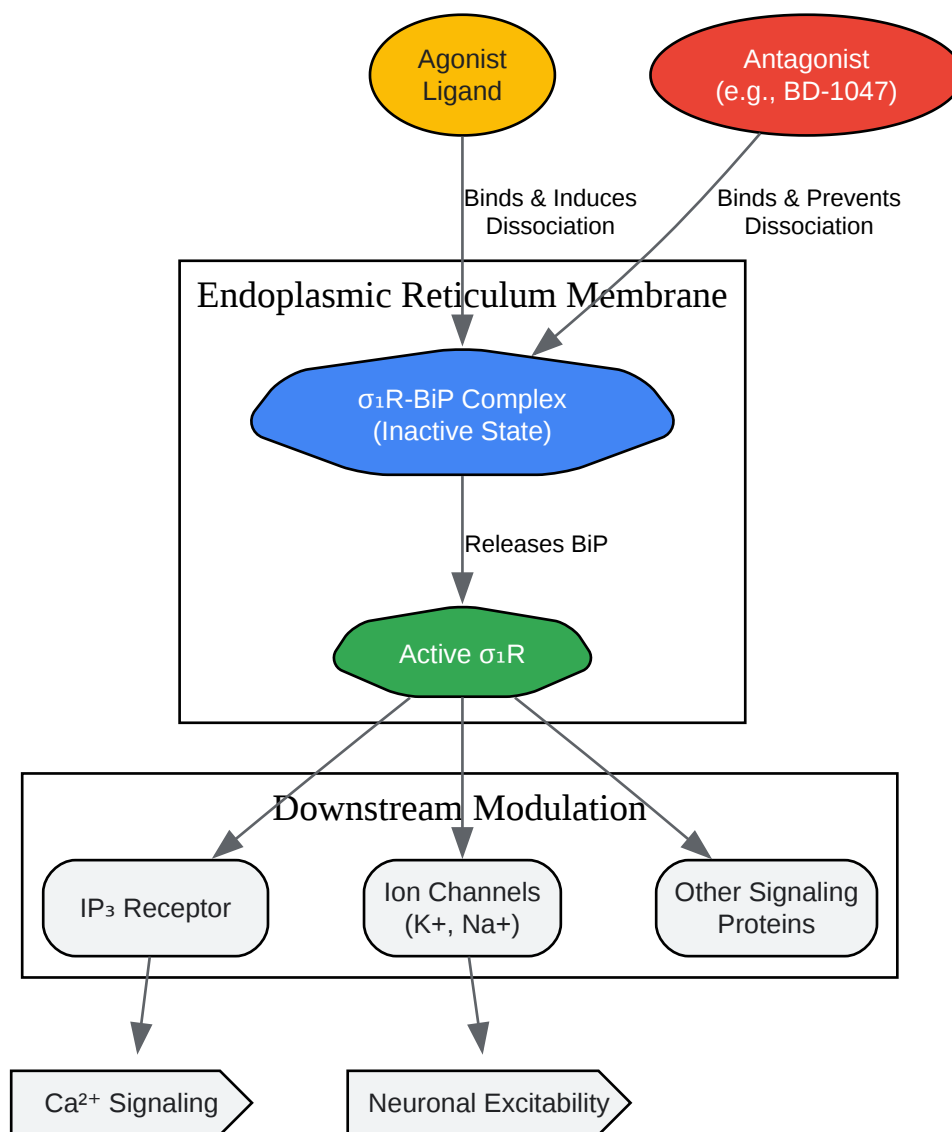 Agonist
Ligand
Antagonist
(e.g., BD-1047)
Binds & Induces
Dissociation
Binds & Prevents
Dissociation
Endoplasmic Reticulum Membrane
σ₁R-BiP Complex
(Inactive State)
Releases BiP
Active σ₁R
Downstream Modulation
IP₃ Receptor
Ion Channels
(K+, Na+)
Other Signaling
Proteins
Ca²⁺ Signaling
Neuronal Excitability